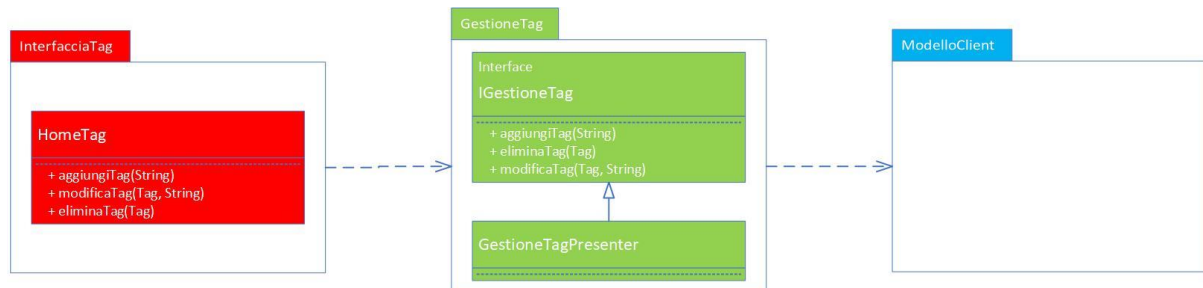 InterfacciaTag
HomeTag
+ aggiungiTag(String)
+ modificaTag(Tag, String)
+ eliminaTag(Tag)
GestioneTag
Interface
IGestioneTag
+ aggiungiTag(String)
+ eliminaTag(Tag)
+ modificaTag(Tag, String)
GestioneTagPresenter
ModelloClient